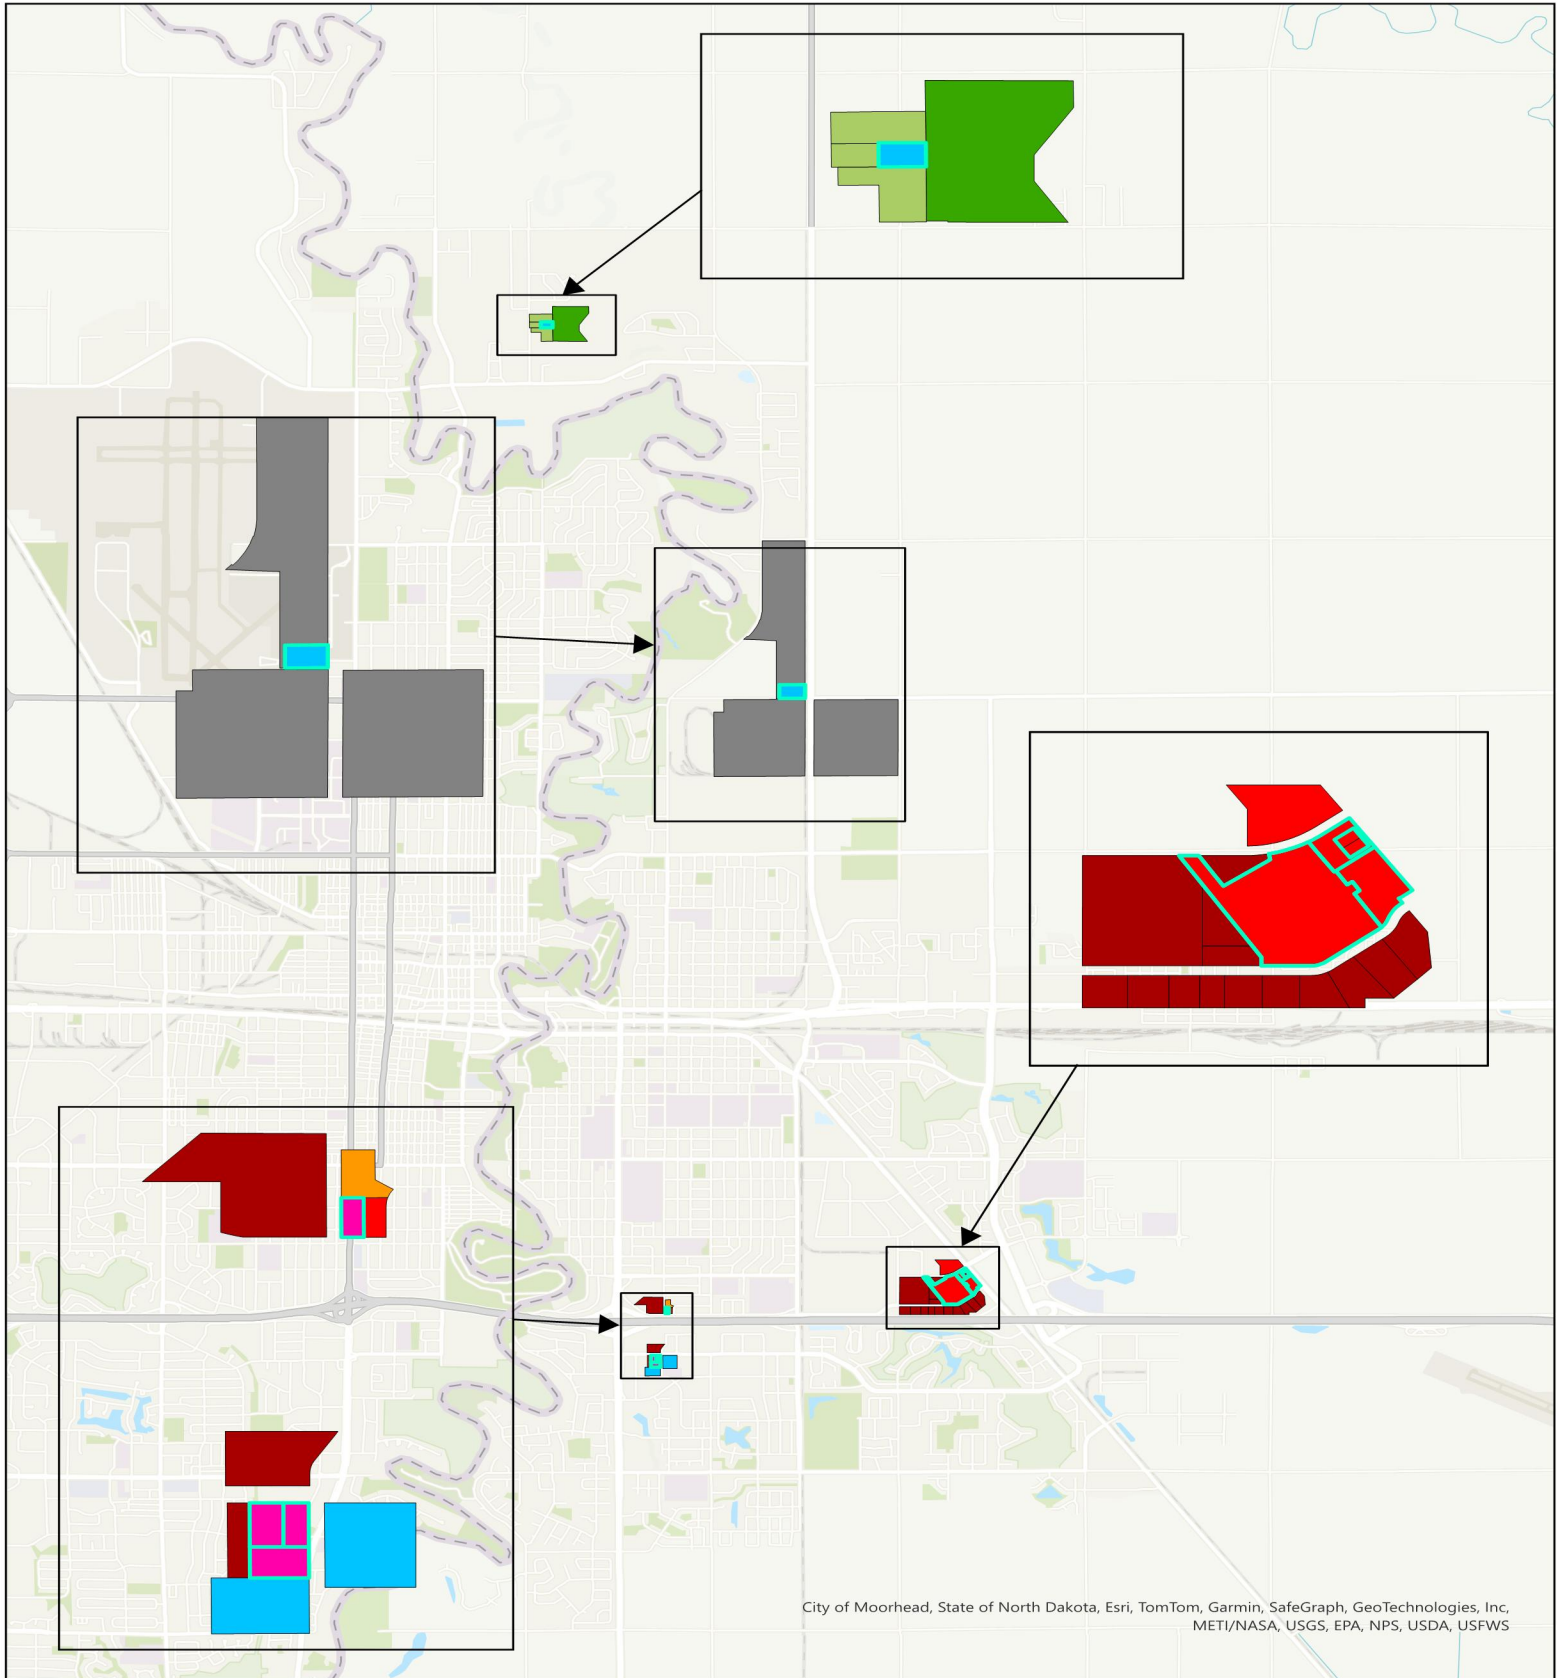 City of Moorhead, State of North Dakota, Esri, TomTom, Garmin, SafeGraph, GeoTechnologies, Inc,
METI/NASA, USGS, EPA, NPS, USDA, USFWS